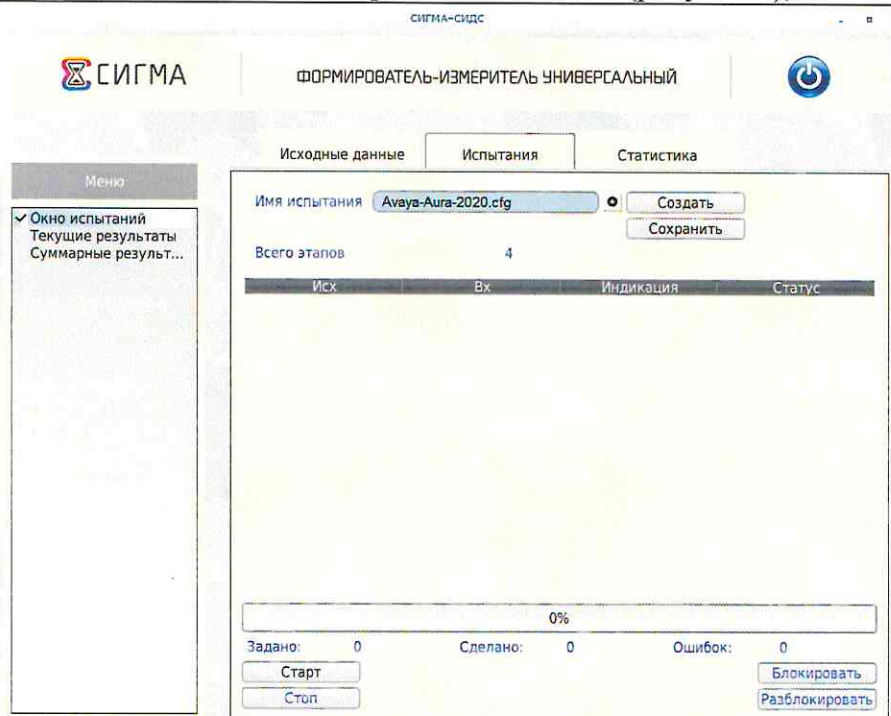 СИГМА-СИДС
СИГМА
ФОРМИРОВАТЕЛЬ-ИЗМЕРИТЕЛЬ УНИВЕРСАЛЬНЫЙ
Исходные данные Испытания Статистика
Меню
Окно испытаний
Текущие результаты
Суммарные результ...
Имя испытания Avaya-Aura-2020.cfg Создать
Сохранить
Всего этапов 4
Исх Вх Индикация Статус
0%
Задано: 0 Сделано: 0 Ошибок: 0
Старт Блокировать
Стоп Разблокировать